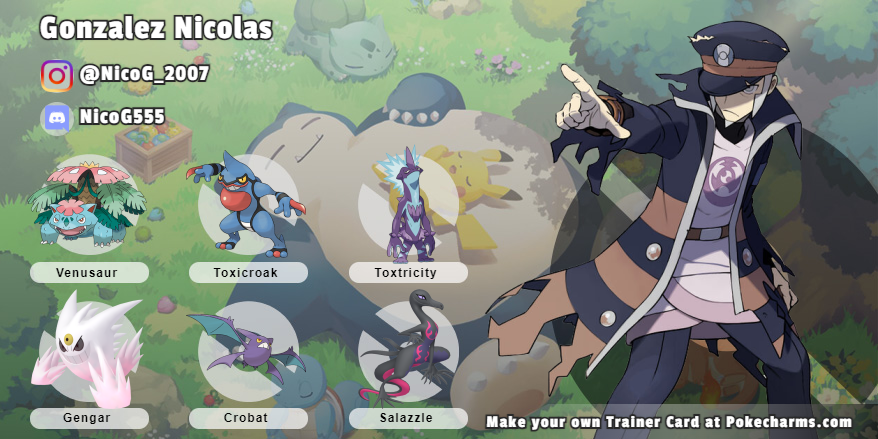 Gonzalez Nicolas
@NicoG_2007
NicoG555
Venusaur
Toxicroak
Toxtricity
Gengar
Crobat
Salazzle
Make your own Trainer Card at Pokecharms.com